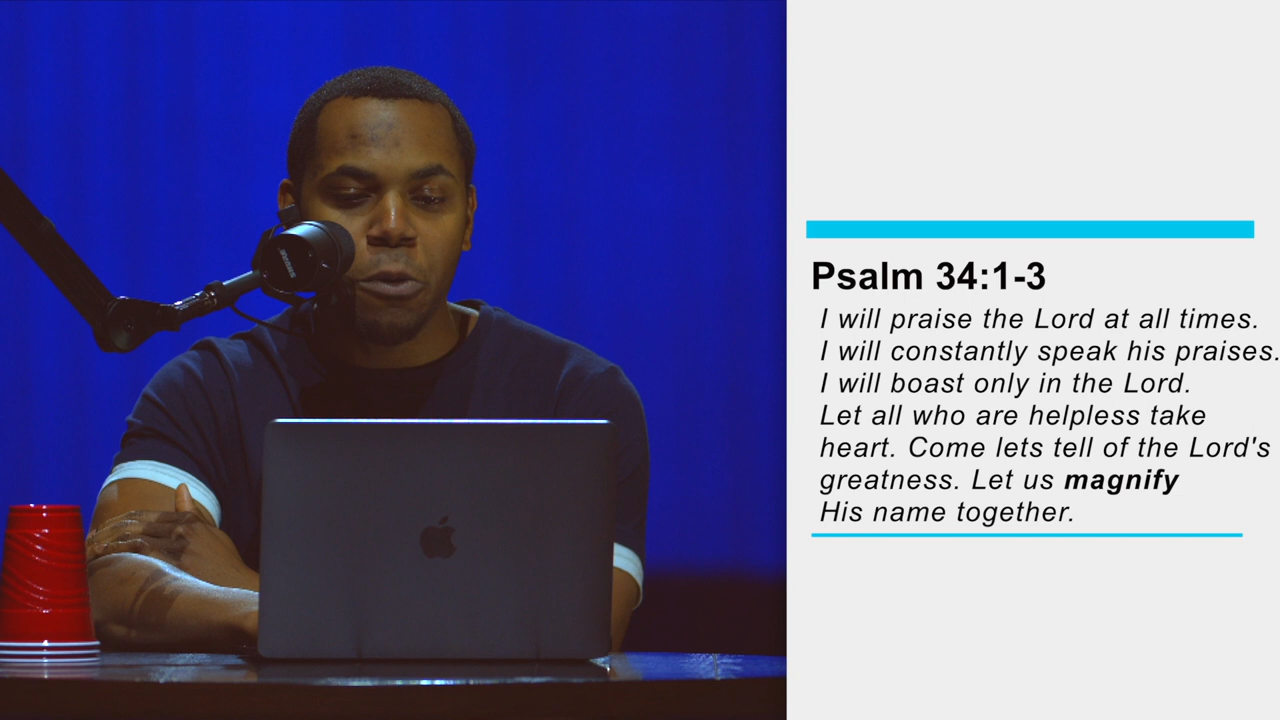 Psalm 34:1-3
I will praise the Lord at all times.
I will constantly speak his praises.
I will boast only in the Lord.
Let all who are helpless take
heart. Come lets tell of the Lord's
greatness. Let us magnify
His name together.